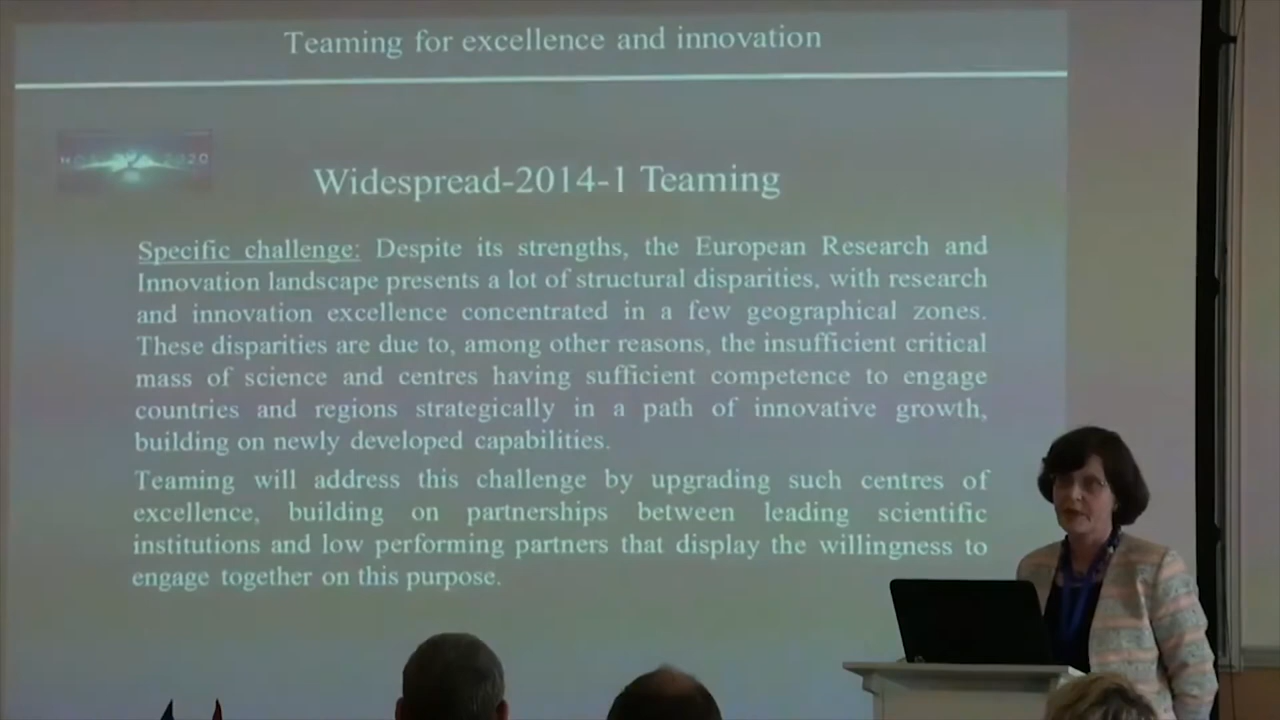 Teaming for excellence and innovation
Widespread-2014-1 Teaming
Specific challenge: Despite its strengths, the European Research and
Innovation landscape presents a lot of structural disparities, with research
and innovation excellence concentrated in a few geographical zones.
These disparities are due to, among other reasons, the insufficient critical
mass of science and centres having sufficient competence to engage
countries and regions strategically in a path of innovative growth,
building on newly developed capabilities.
Teaming will address this challenge by upgrading such centres of
excellence, building on partnerships between leading scientific
institutions and low performing partners that display the willingness to
engage together on this purpose.